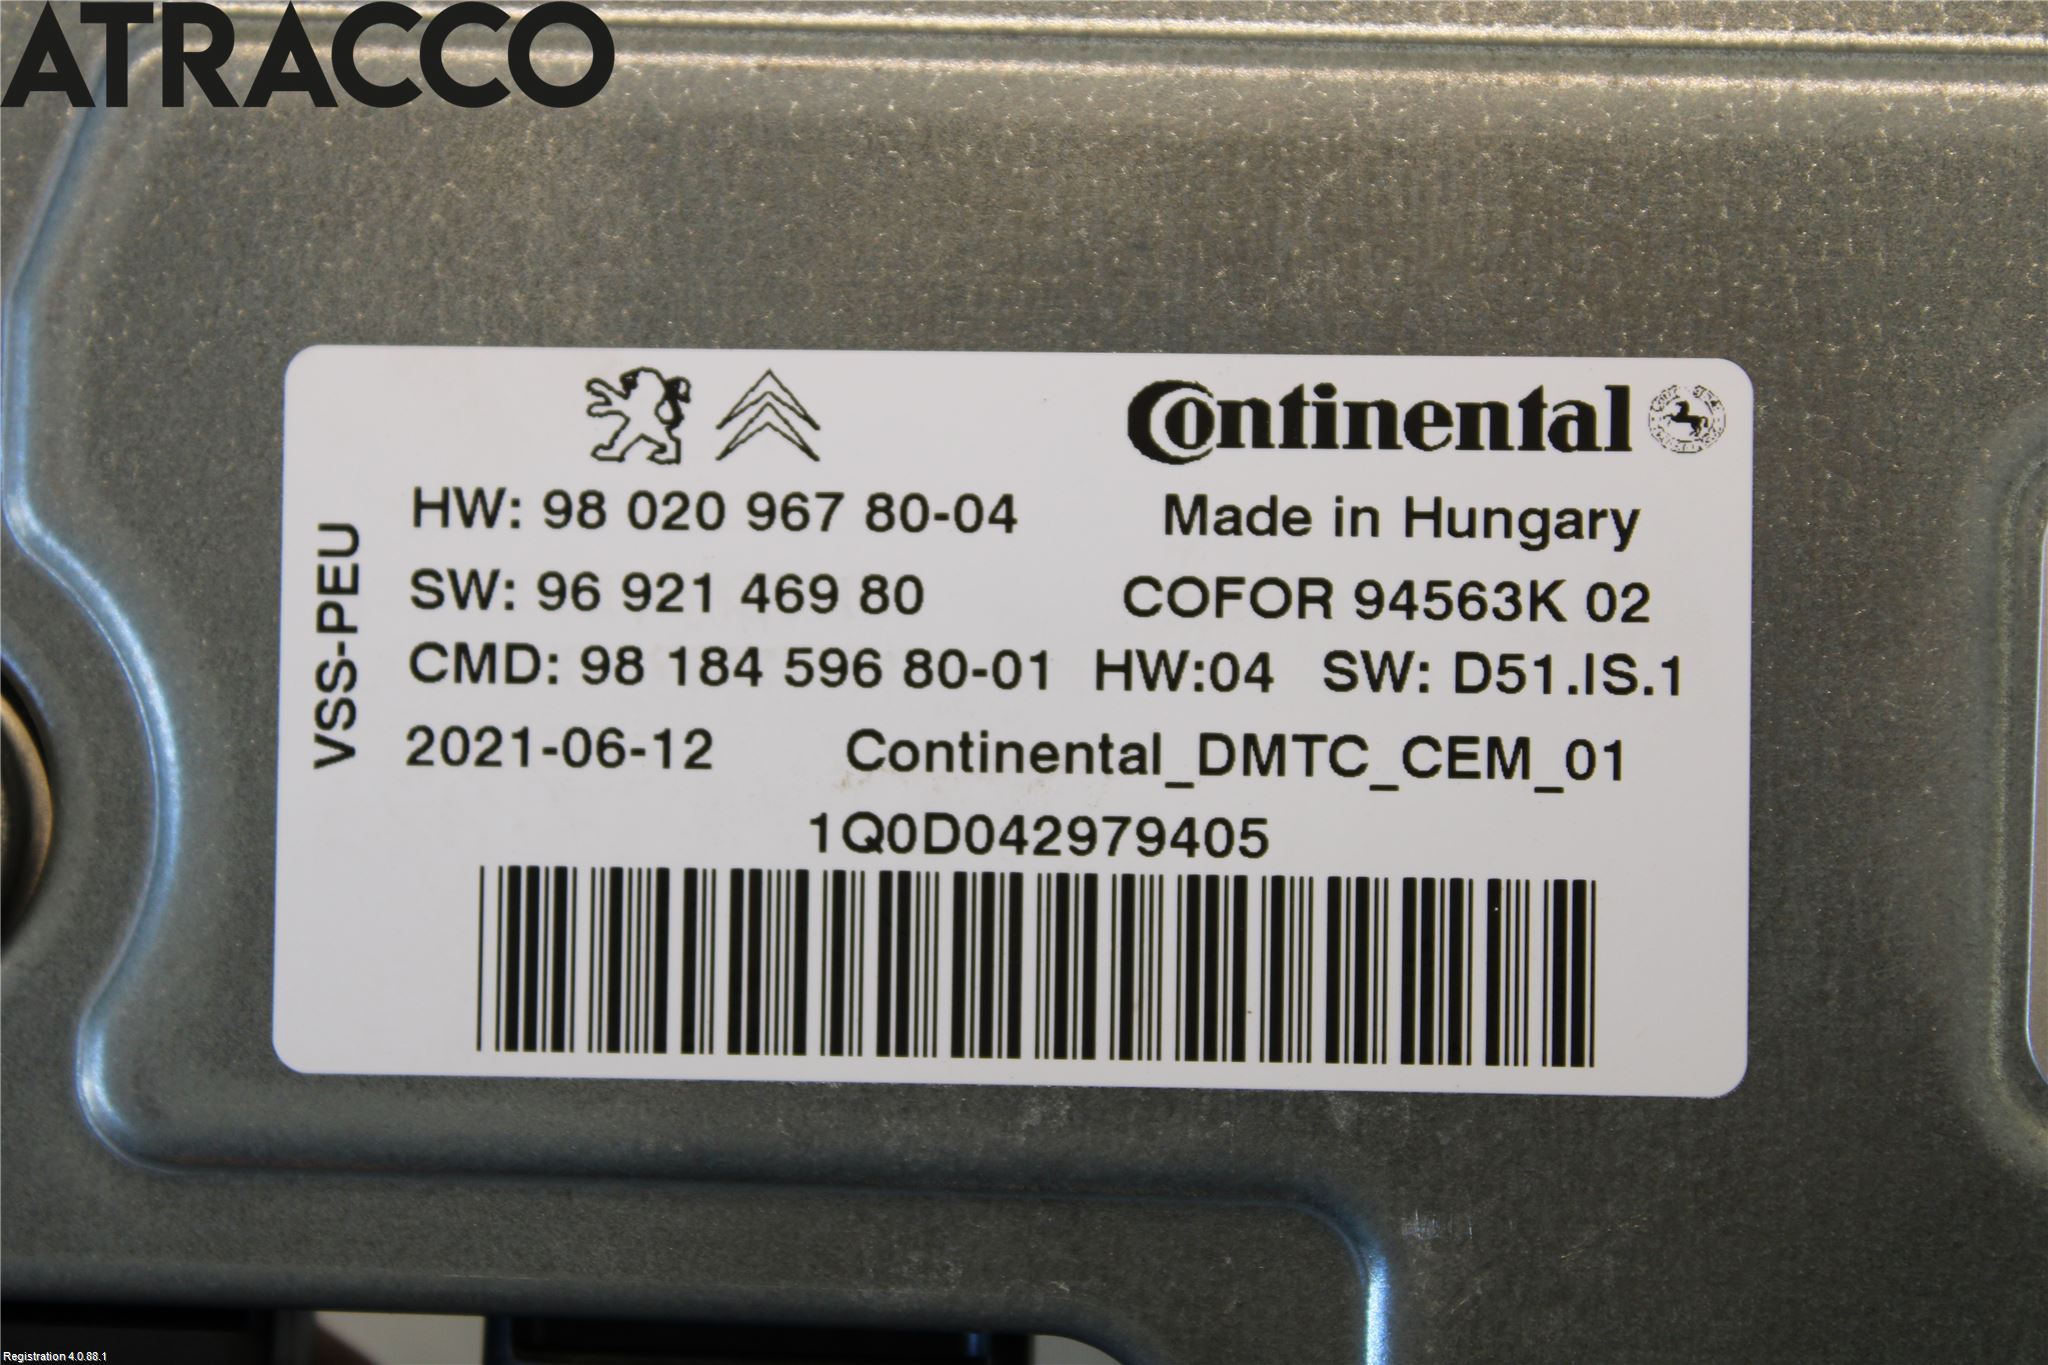 ATRACCO
Continental
HW: 98 020 967 80-04 Made in Hungary
SW: 96 921 469 80 COFOR 94563K 02
CMD: 98 184 596 80-01 HW:04 SW: D51.IS.1
2021-06-12 Continental_DMTC_CEM_01
1Q0D042979405
VSS-PEU
Registration 4.0.88.1